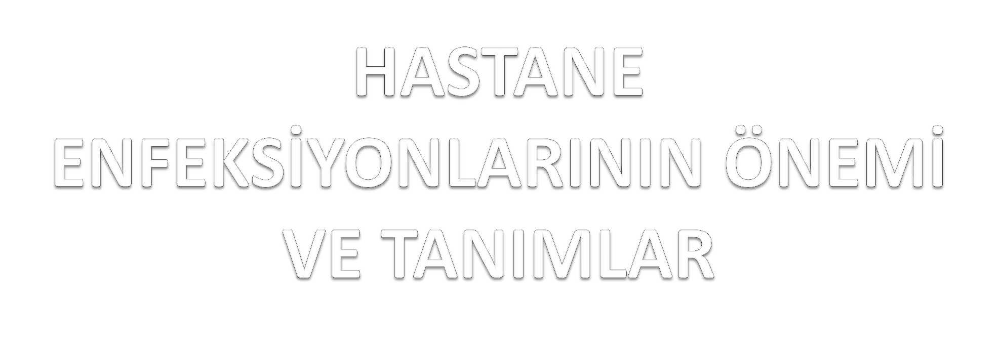 HASTANE
ENFEKSİYONLARININ ÖNEMİ
VE TANIMLAR